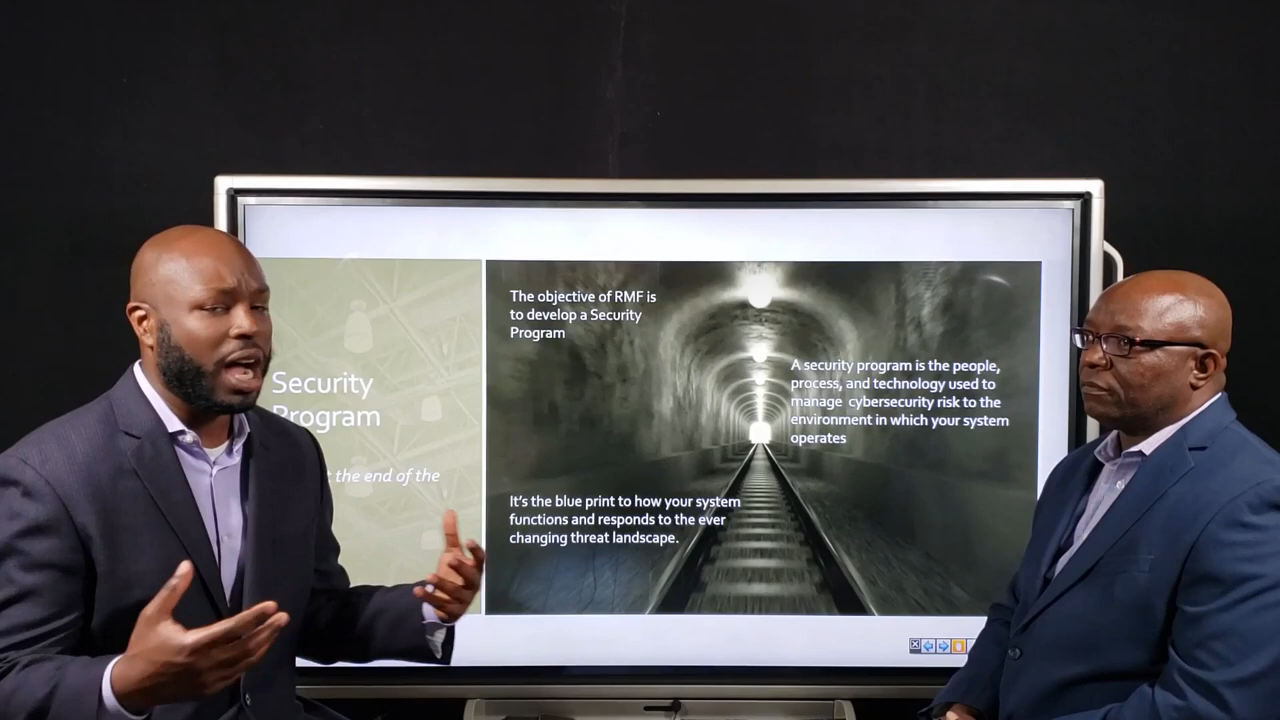 Security
Program
t the end of the
The objective of RMF is
to develop a Security
Program
A security program is the people,
process, and technology used to
manage cybersecurity risk to the
environment in which your system
operates
It's the blue print to how your system
functions and responds to the ever
changing threat landscape.